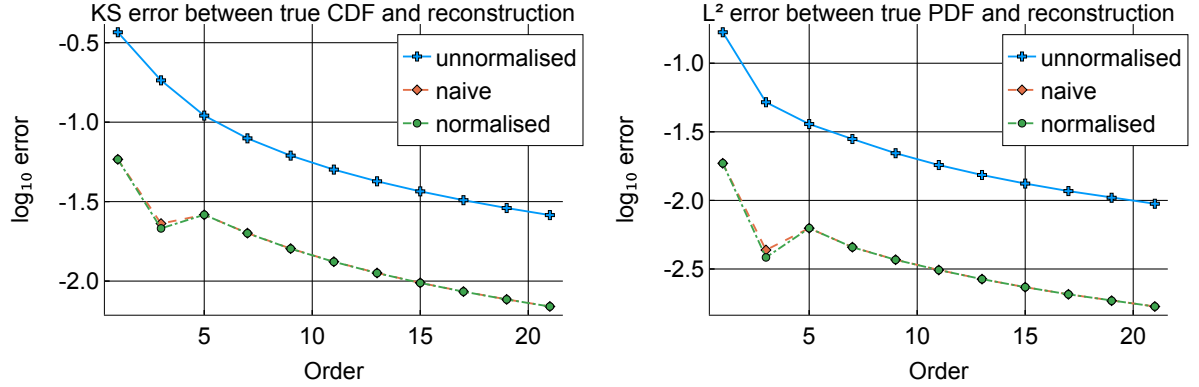 KS error between true CDF and reconstruction
-0.5
-1.0
-1.5
-2.0
log₁₀ error
5
10
15
20
Order
unnormalised
naive
normalised
L² error between true PDF and reconstruction
-1.0
-1.5
-2.0
-2.5
log₁₀ error
5
10
15
20
Order
unnormalised
naive
normalised